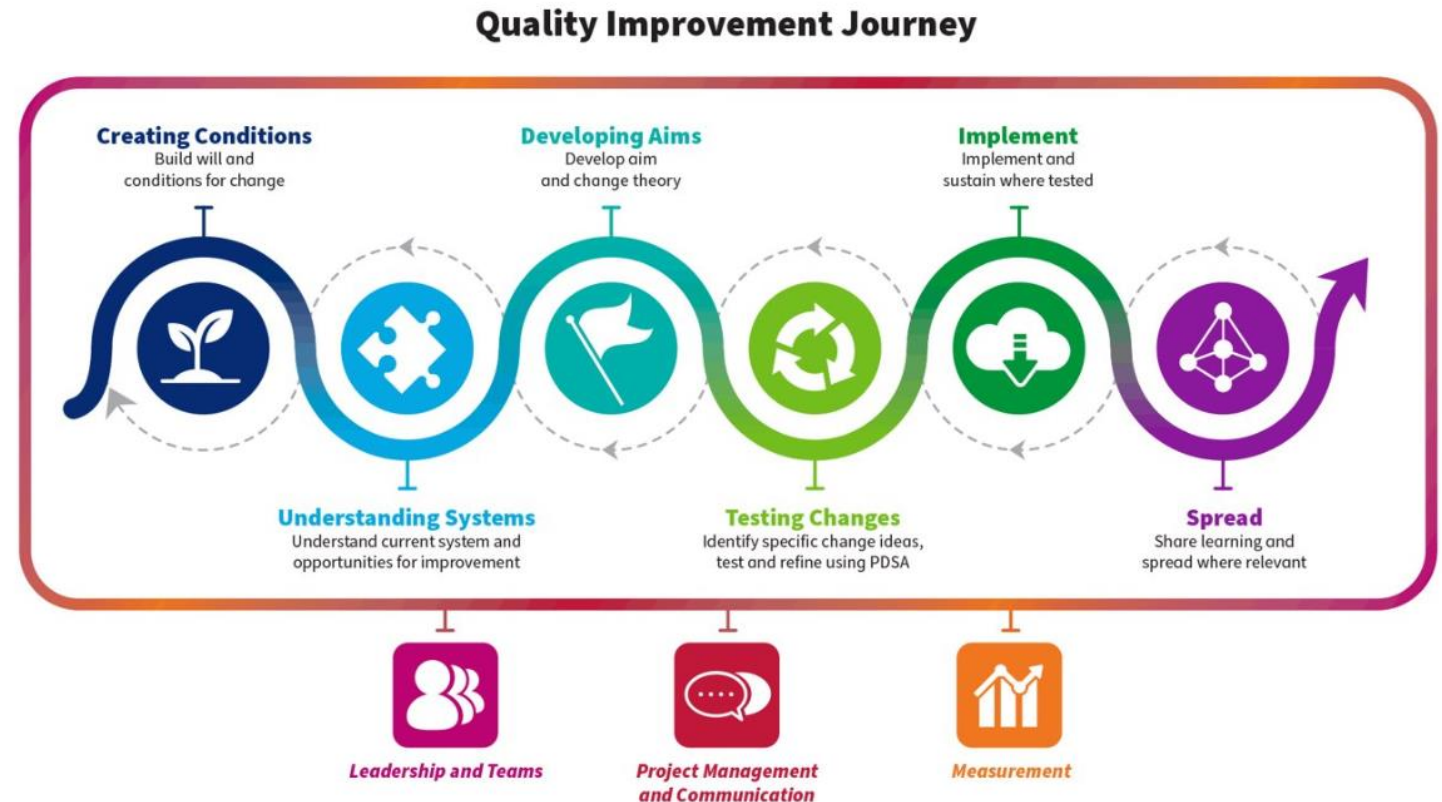 Quality Improvement Journey
Creating Conditions
Build will and
conditions for change
Developing Aims
Develop aim
and change theory
Implement
Implement and
sustain where tested
Understanding Systems
Understand current system and
opportunities for improvement
Testing Changes
Identify specific change ideas,
test and refine using PDSA
Spread
Share learning and
spread where relevant
Leadership and Teams
Project Management
and Communication
Measurement